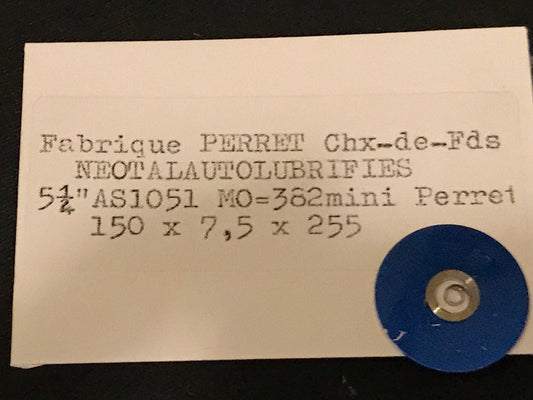 Fabrique PERRET Chx-de-Fds
NEOTALAUTOLUBRIFIES
5¼"AS1051 MO=382mini Perret
150 x 7,5 x 255